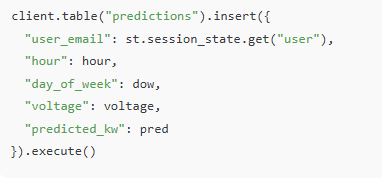 client.table("predictions").insert({
  "user_email": st.session_state.get("user"),
  "hour": hour,
  "day_of_week": dow,
  "voltage": voltage,
  "predicted_kw": pred
}).execute()